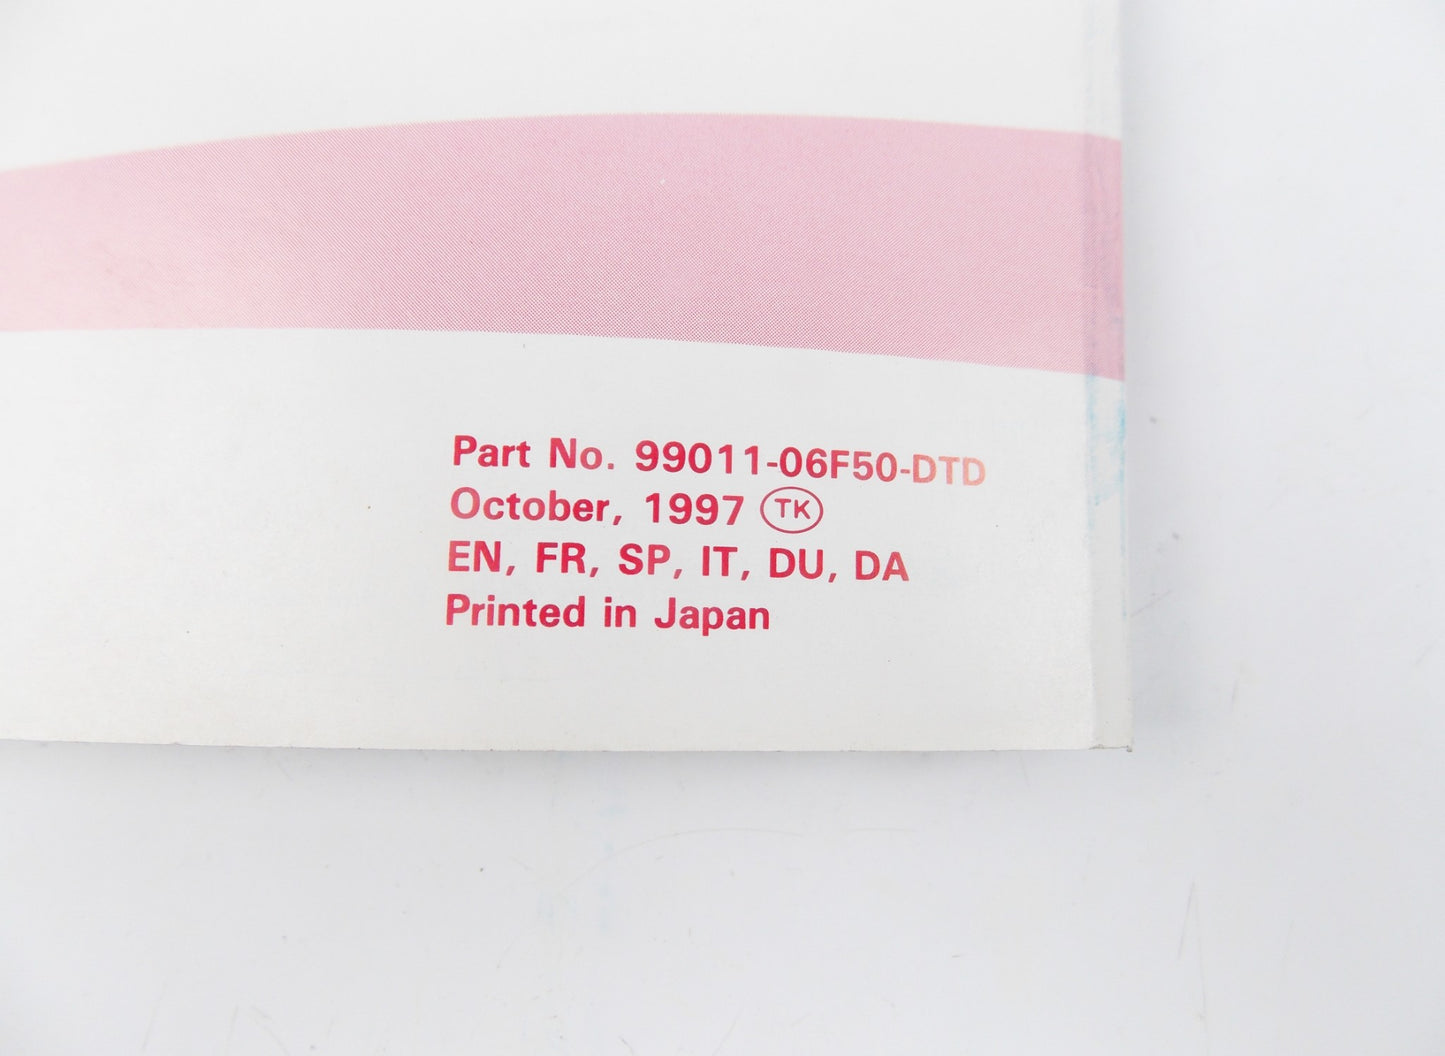 Part No. 99011-06F50-DTD
October, 1997 TK
EN, FR, SP, IT, DU, DA
Printed in Japan